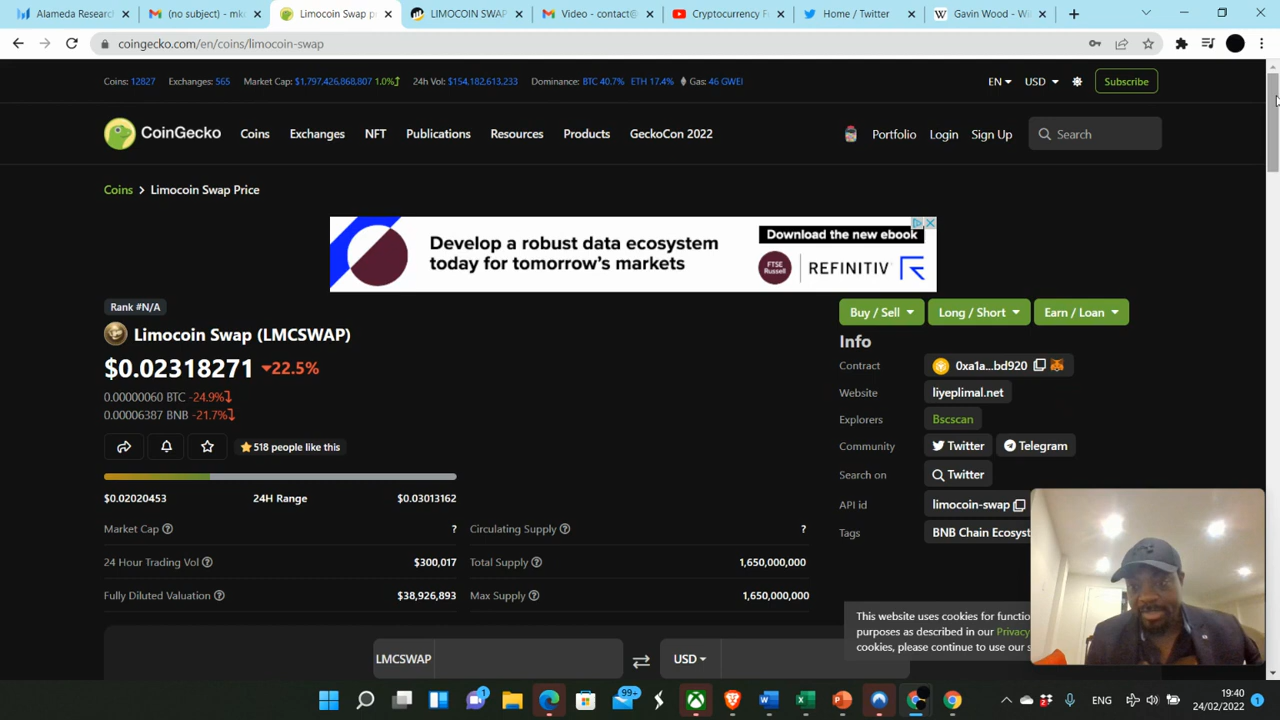 Alameda Researc
(no subject) - mk
Limocoin Swap p
LIMOCOIN SWAP
Video - contact@
Cryptocurrency F
Home / Twitter
Gavin Wood - Wi
coingecko.com/en/coins/limocoin-swap
Coins: 12827 Exchanges: 565 Market Cap: $1,797,426,868,807 1.0% 24h Vol: $154,182,613,233 Dominance: BTC 40.7% ETH 17.4% Gas: 46 GWEI
EN USD Subscribe
CoinGecko Coins Exchanges NFT Publications Resources Products GeckoCon 2022 Portfolio Login Sign Up Search
Coins > Limocoin Swap Price
Develop a robust data ecosystem
today for tomorrow's markets
Download the new ebook
FTSE
Russell
REFINITIV
Rank #N/A
Limocoin Swap (LMCSWAP)
$0.02318271 22.5%
0.00000060 BTC -24.9%
0.00006387 BNB -21.7%
518 people like this
$0.02020453 24H Range $0.03013162
Market Cap ? ?
Circulating Supply ? ?
24 Hour Trading Vol ? $300,017
Total Supply ? 1,650,000,000
Fully Diluted Valuation ? $38,926,893
Max Supply ? 1,650,000,000
LMCSWAP
USD
Buy / Sell Long / Short Earn / Loan
Info
Contract 0xa1a...bd920
Website liyeplimal.net
Explorers Bscscan
Community Twitter Telegram
Search on Twitter
API id limocoin-swap
Tags BNB Chain Ecosyst
This website uses cookies for functio
purposes as described in our Privacy
cookies, please continue to use our s
1
99+
ENG
19:40
24/02/2022
1